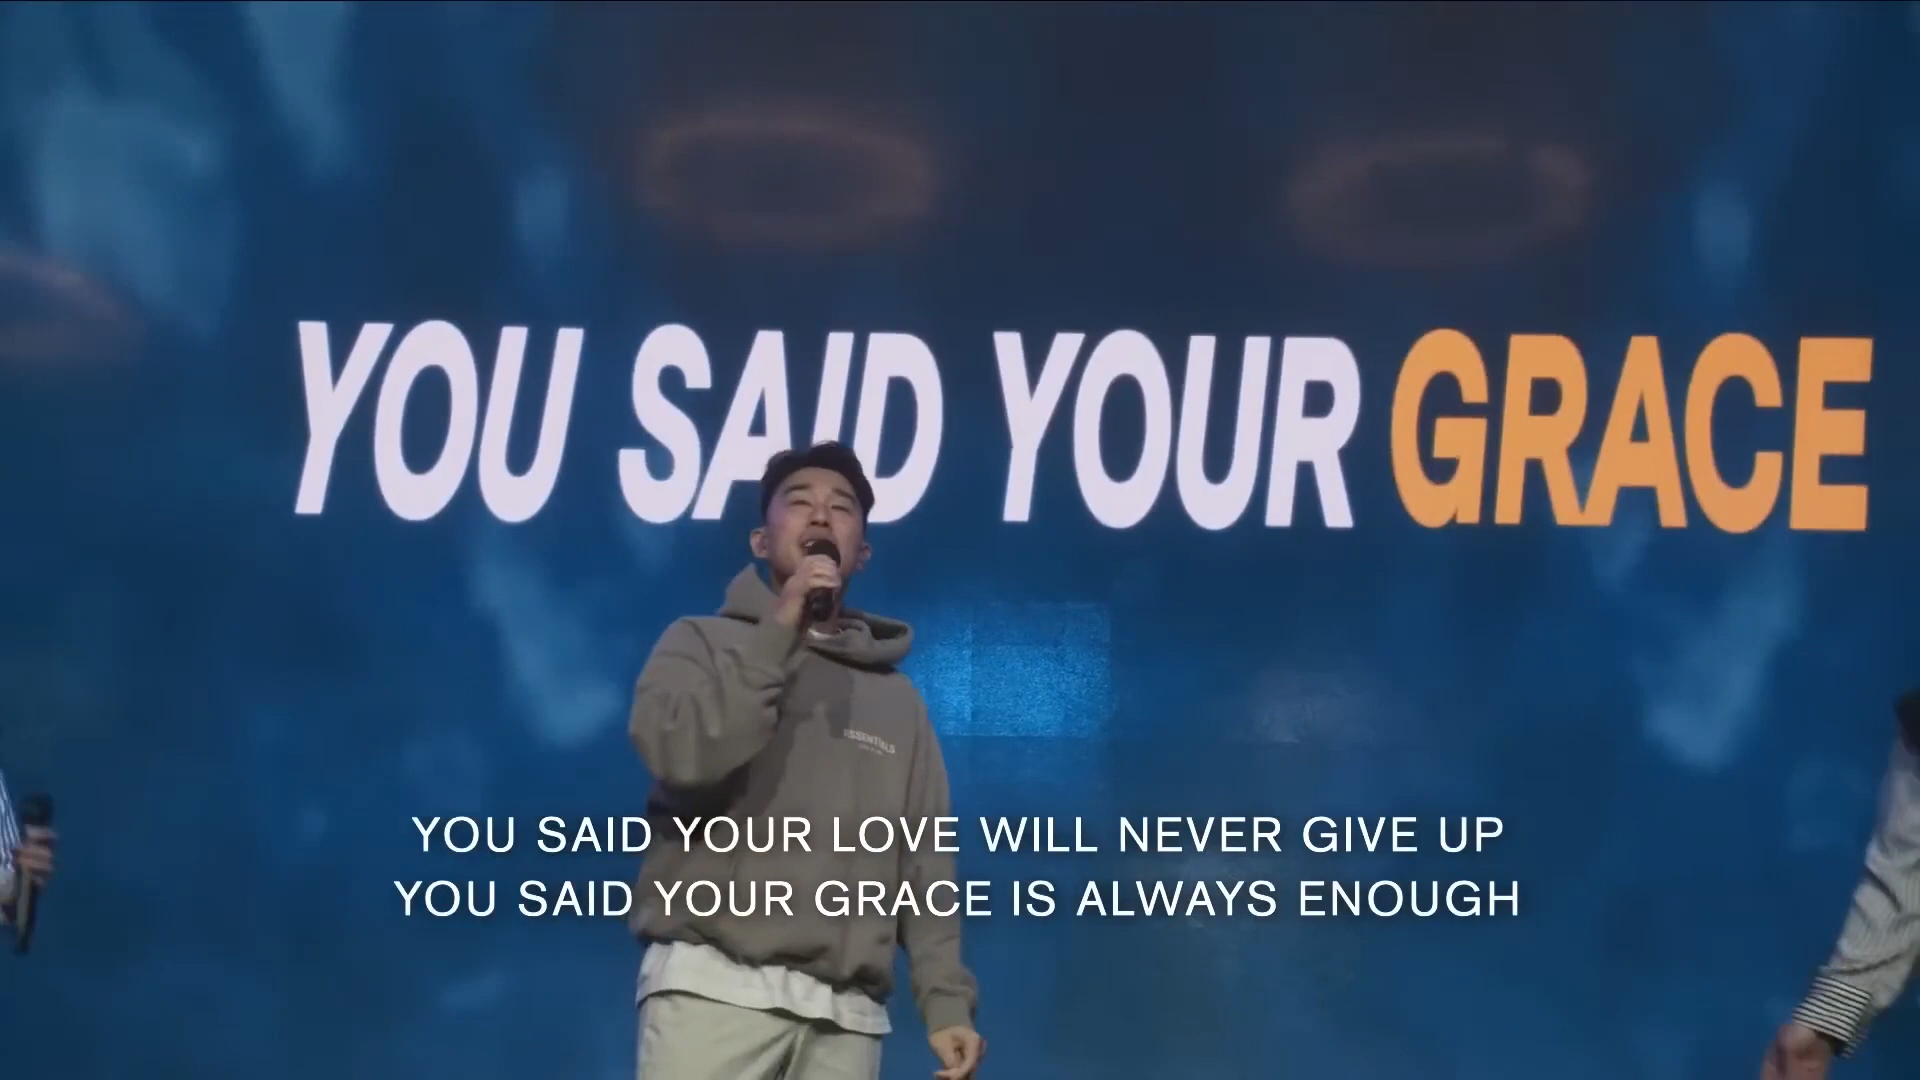 YOU SAID YOUR GRACE
ESSENTIALS
YOU SAID YOUR LOVE WILL NEVER GIVE UP
YOU SAID YOUR GRACE IS ALWAYS ENOUGH